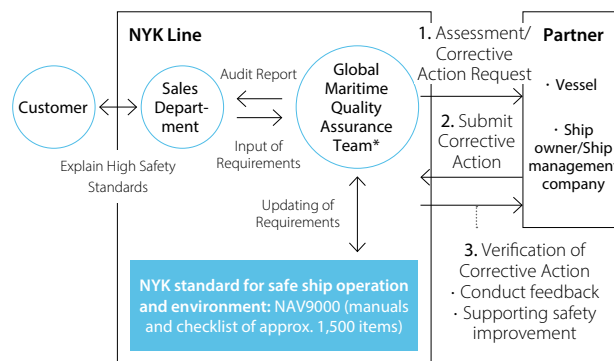 NYK Line
1. Assessment/
Corrective
Action Request
Partner
Audit Report
Customer
Sales
Depart-
ment
Global
Maritime
Quality
Assurance
Team*
· Vessel
· Ship
owner/Ship
management
company
2. Submit
Corrective
Action
Explain High Safety
Standards
Input of
Requirements
Updating of
Requirements
3. Verification of
Corrective Action
· Conduct feedback
· Supporting safety
improvement
NYK standard for safe ship operation
and environment: NAV9000 (manuals
and checklist of approx. 1,500 items)